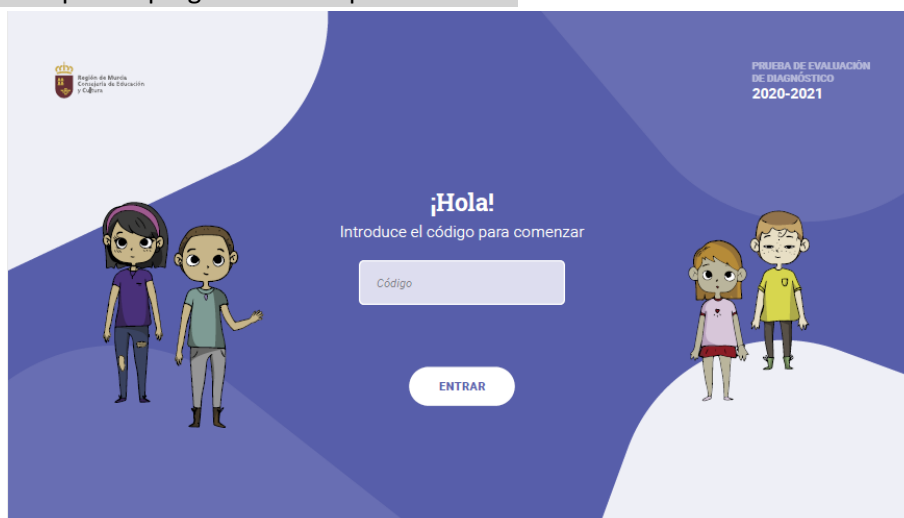 Región de Murcia
Consejería de Educación
y Cultura
PRUEBA DE EVALUACIÓN
DE DIAGNÓSTICO
2020-2021
¡Hola!
Introduce el código para comenzar
Código
ENTRAR